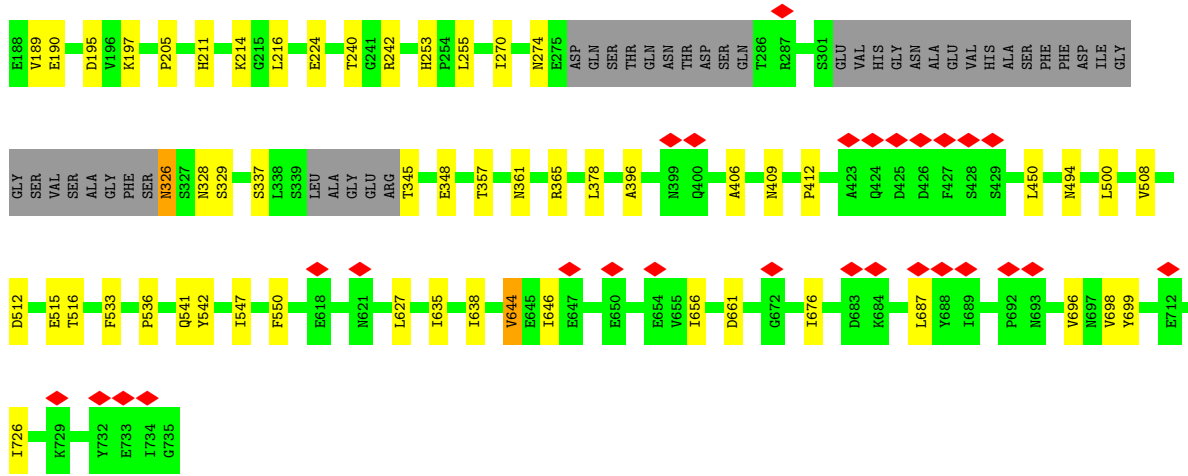 E188 V189 E190 D195 V196 K197 P205 H211 K214 G215 L216 E224 T240 G241 R242 H253 P254 L255 I270 N274 E275 ASP GLN SER THR GLN ASN THR ASP SER GLN T286 R287 S301 GLU VAL HIS GLY ASN ALA GLU VAL HIS ALA SER PHE PHE ASP ILE GLY
GLY SER VAL SER ALA GLY PHE SER N326 S327 N328 S329 S337 L338 S339 LEU ALA GLY GLU ARG T345 E348 T357 N361 R365 L378 A396 N399 Q400 A406 N409 P412 A423 Q424 D425 D426 F427 S428 S429 L450 N494 L500 V508
D512 E515 T516 F533 P536 Q541 Y542 I547 F550 E618 N621 L627 I635 I638 V644 E645 I646 E647 E650 E654 V655 I656 D661 G672 I676 D683 K684 L687 Y688 I689 P692 N693 V696 N697 V698 Y699 E712
I726 K729 Y732 E733 I734 G735